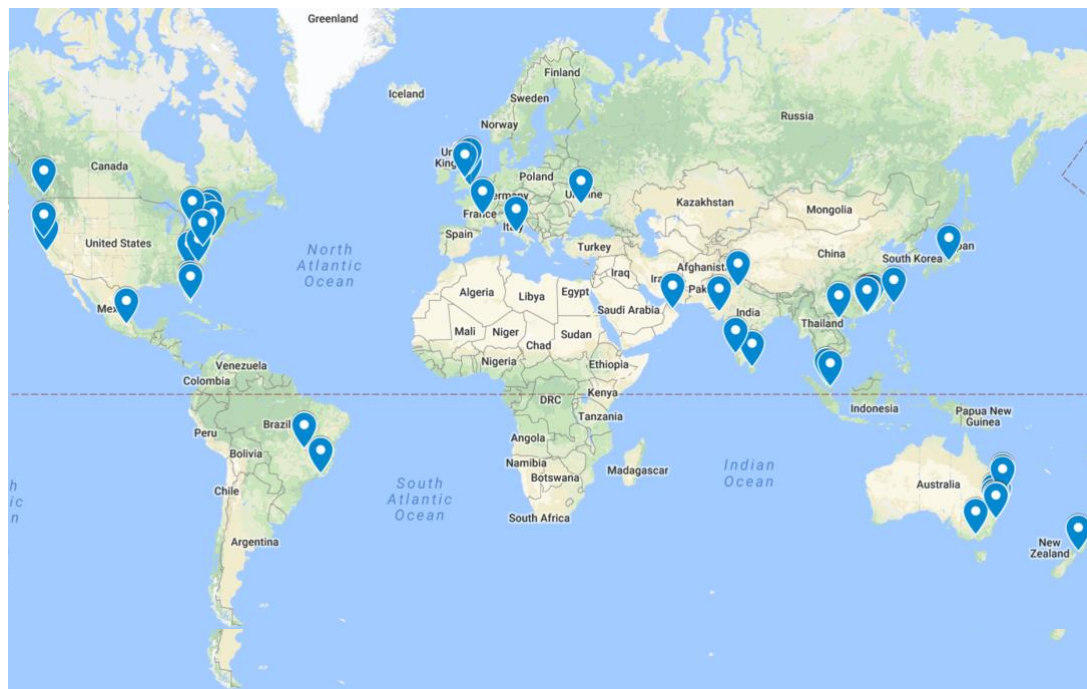 Greenland
Iceland
Finland
Sweden
Norway
Russia
Canada
Poland
Kazakhstan
Mongolia
France
United States
Spain
Turkey
China
South Korea
North
Atlantic
Ocean
Iraq
Algeria
Libya
Egypt
Saudi Arabia
India
Thailand
Mali
Niger
Sudan
Chad
Nigeria
Ethiopia
Venezuela
Colombia
Kenya
DRC
Indonesia
Papua New
Guinea
Tanzania
Brazil
Peru
Angola
Bolivia
Namibia
Madagascar
Botswana
Indian
Ocean
Australia
Chile
South
Atlantic
Ocean
South Africa
Argentina
New
Zealand